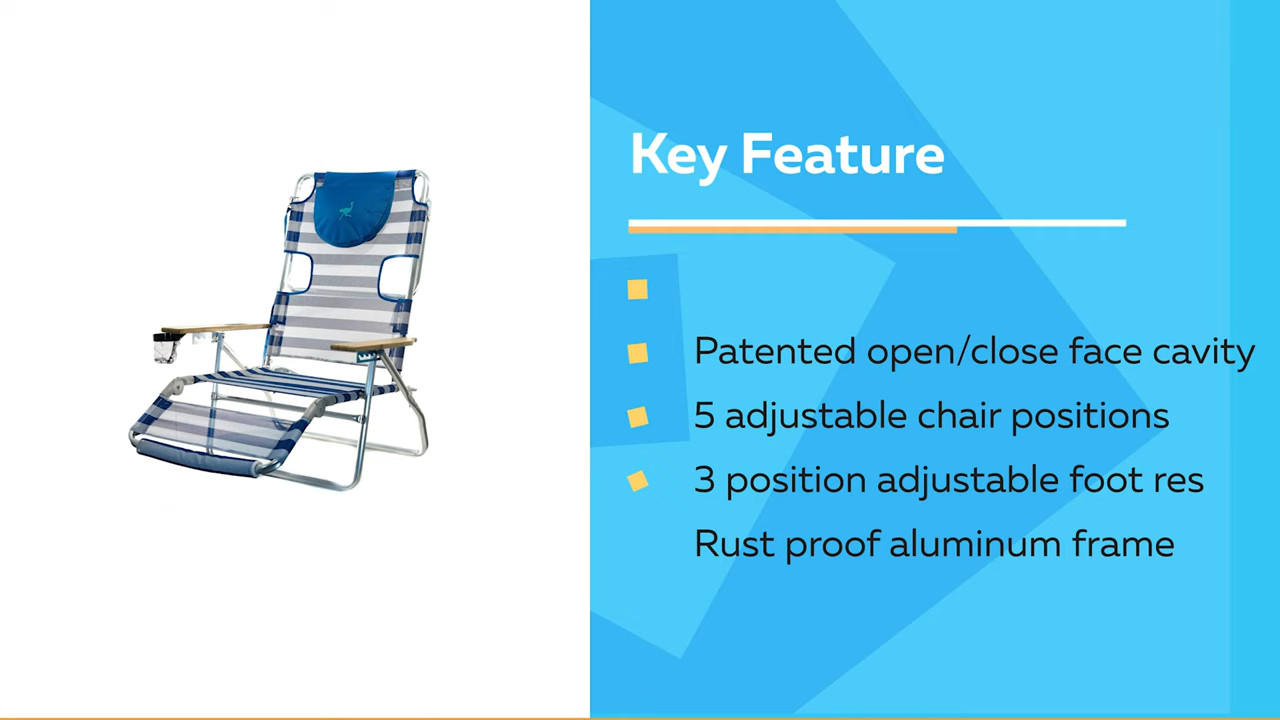 Key Feature
Patented open/close face cavity
5 adjustable chair positions
3 position adjustable foot res
Rust proof aluminum frame